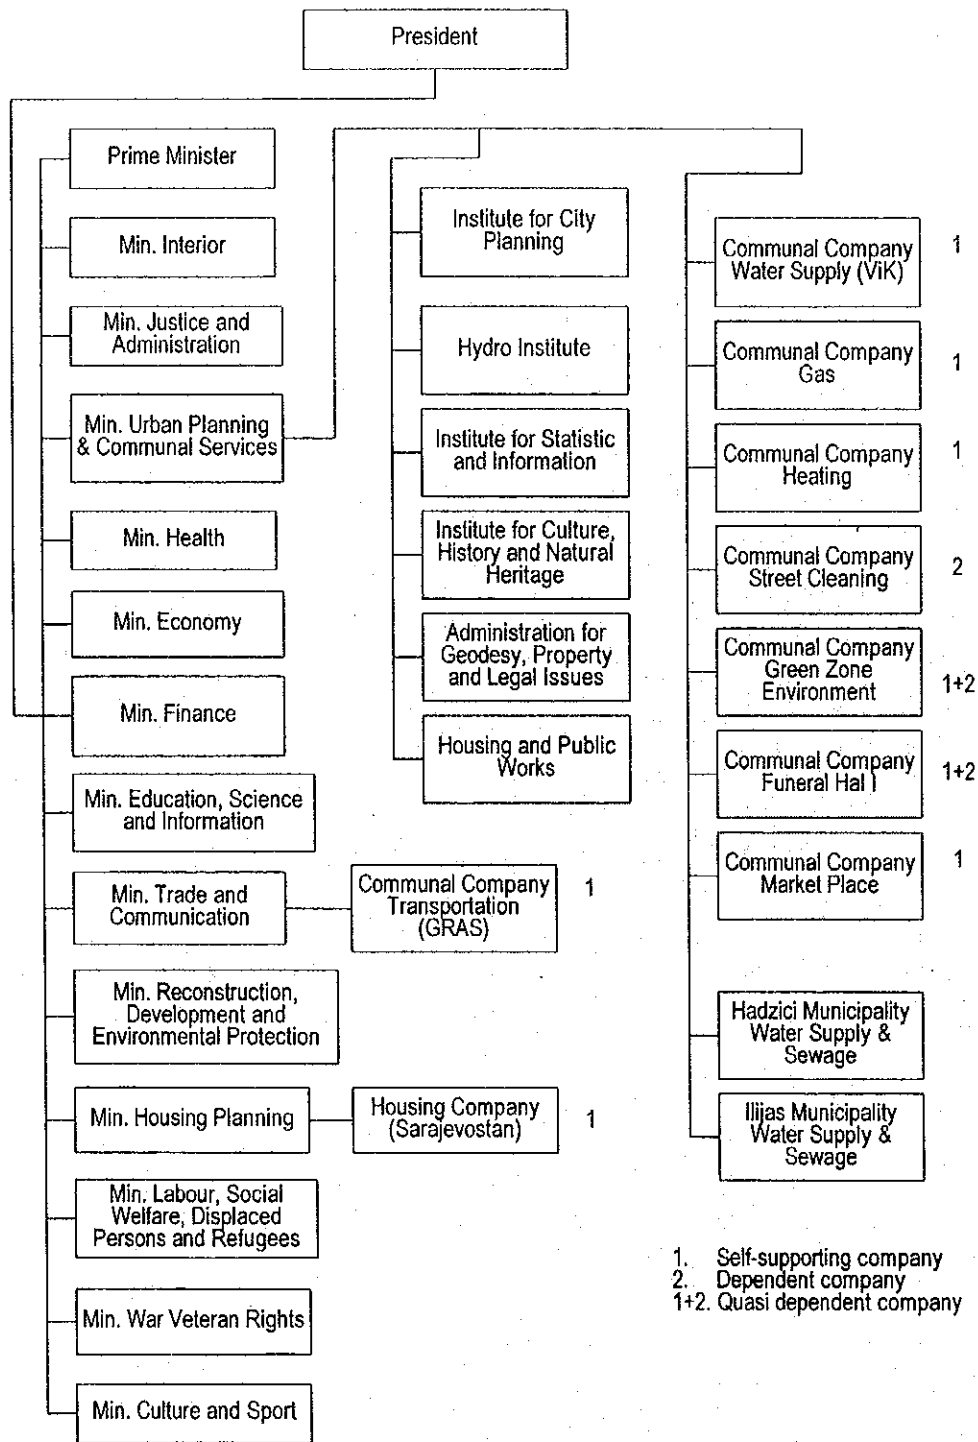 President
Prime Minister
Min. Interior
Min. Justice and
Administration
Min. Urban Planning
& Communal Services
Min. Health
Min. Economy
Min. Finance
Min. Education, Science
and Information
Min. Trade and
Communication
Min. Reconstruction,
Development and
Environmental Protection
Min. Housing Planning
Min. Labour, Social
Welfare, Displaced
Persons and Refugees
Min. War Veteran Rights
Min. Culture and Sport
Communal Company
Transportation
(GRAS)
1
Housing Company
(Sarajevostan)
1
Institute for City
Planning
Hydro Institute
Institute for Statistic
and Information
Institute for Culture,
History and Natural
Heritage
Administration for
Geodesy, Property
and Legal Issues
Housing and Public
Works
Communal Company
Water Supply (ViK)
1
Communal Company
Gas
1
Communal Company
Heating
1
Communal Company
Street Cleaning
2
Communal Company
Green Zone
Environment
1+2
Communal Company
Funeral Hal l
1+2
Communal Company
Market Place
1
Hadzici Municipality
Water Supply &
Sewage
Ilijas Municipality
Water Supply &
Sewage
1. Self-supporting company
2. Dependent company
1+2. Quasi dependent company